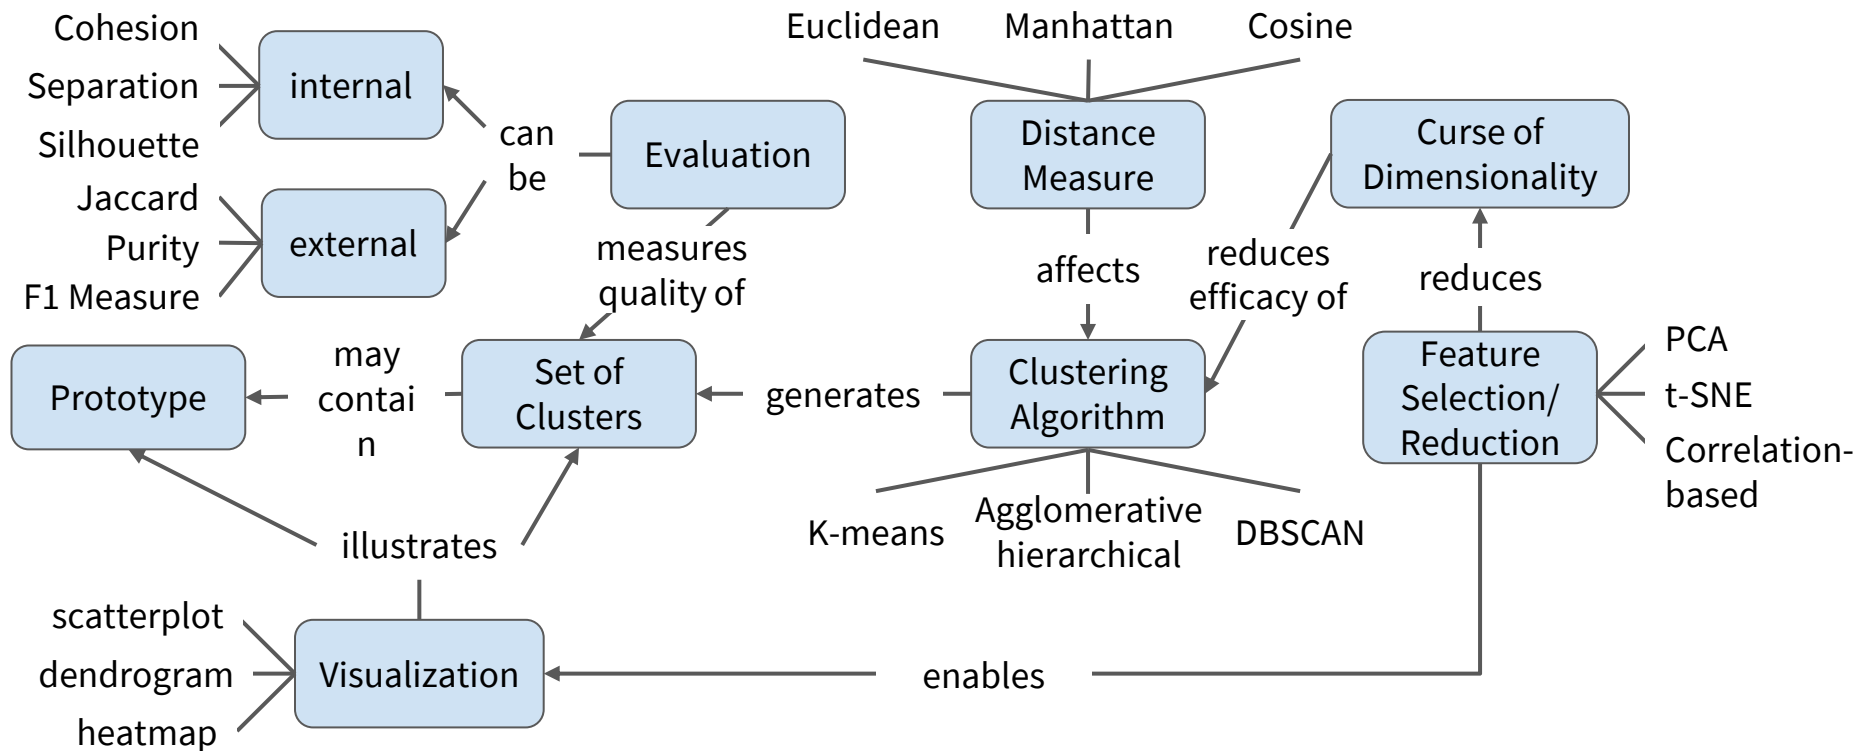 Cohesion
Separation
Silhouette
internal
Jaccard
Purity
F1 Measure
external
can
be
Evaluation
measures
quality of
Euclidean
Manhattan
Cosine
Distance
Measure
affects
Curse of
Dimensionality
reduces
efficacy of
reduces
Prototype
may
contai
n
Set of
Clusters
generates
Clustering
Algorithm
Feature
Selection/
Reduction
PCA
t-SNE
Correlation-
based
K-means
Agglomerative
hierarchical
DBSCAN
illustrates
scatterplot
dendrogram
heatmap
Visualization
enables